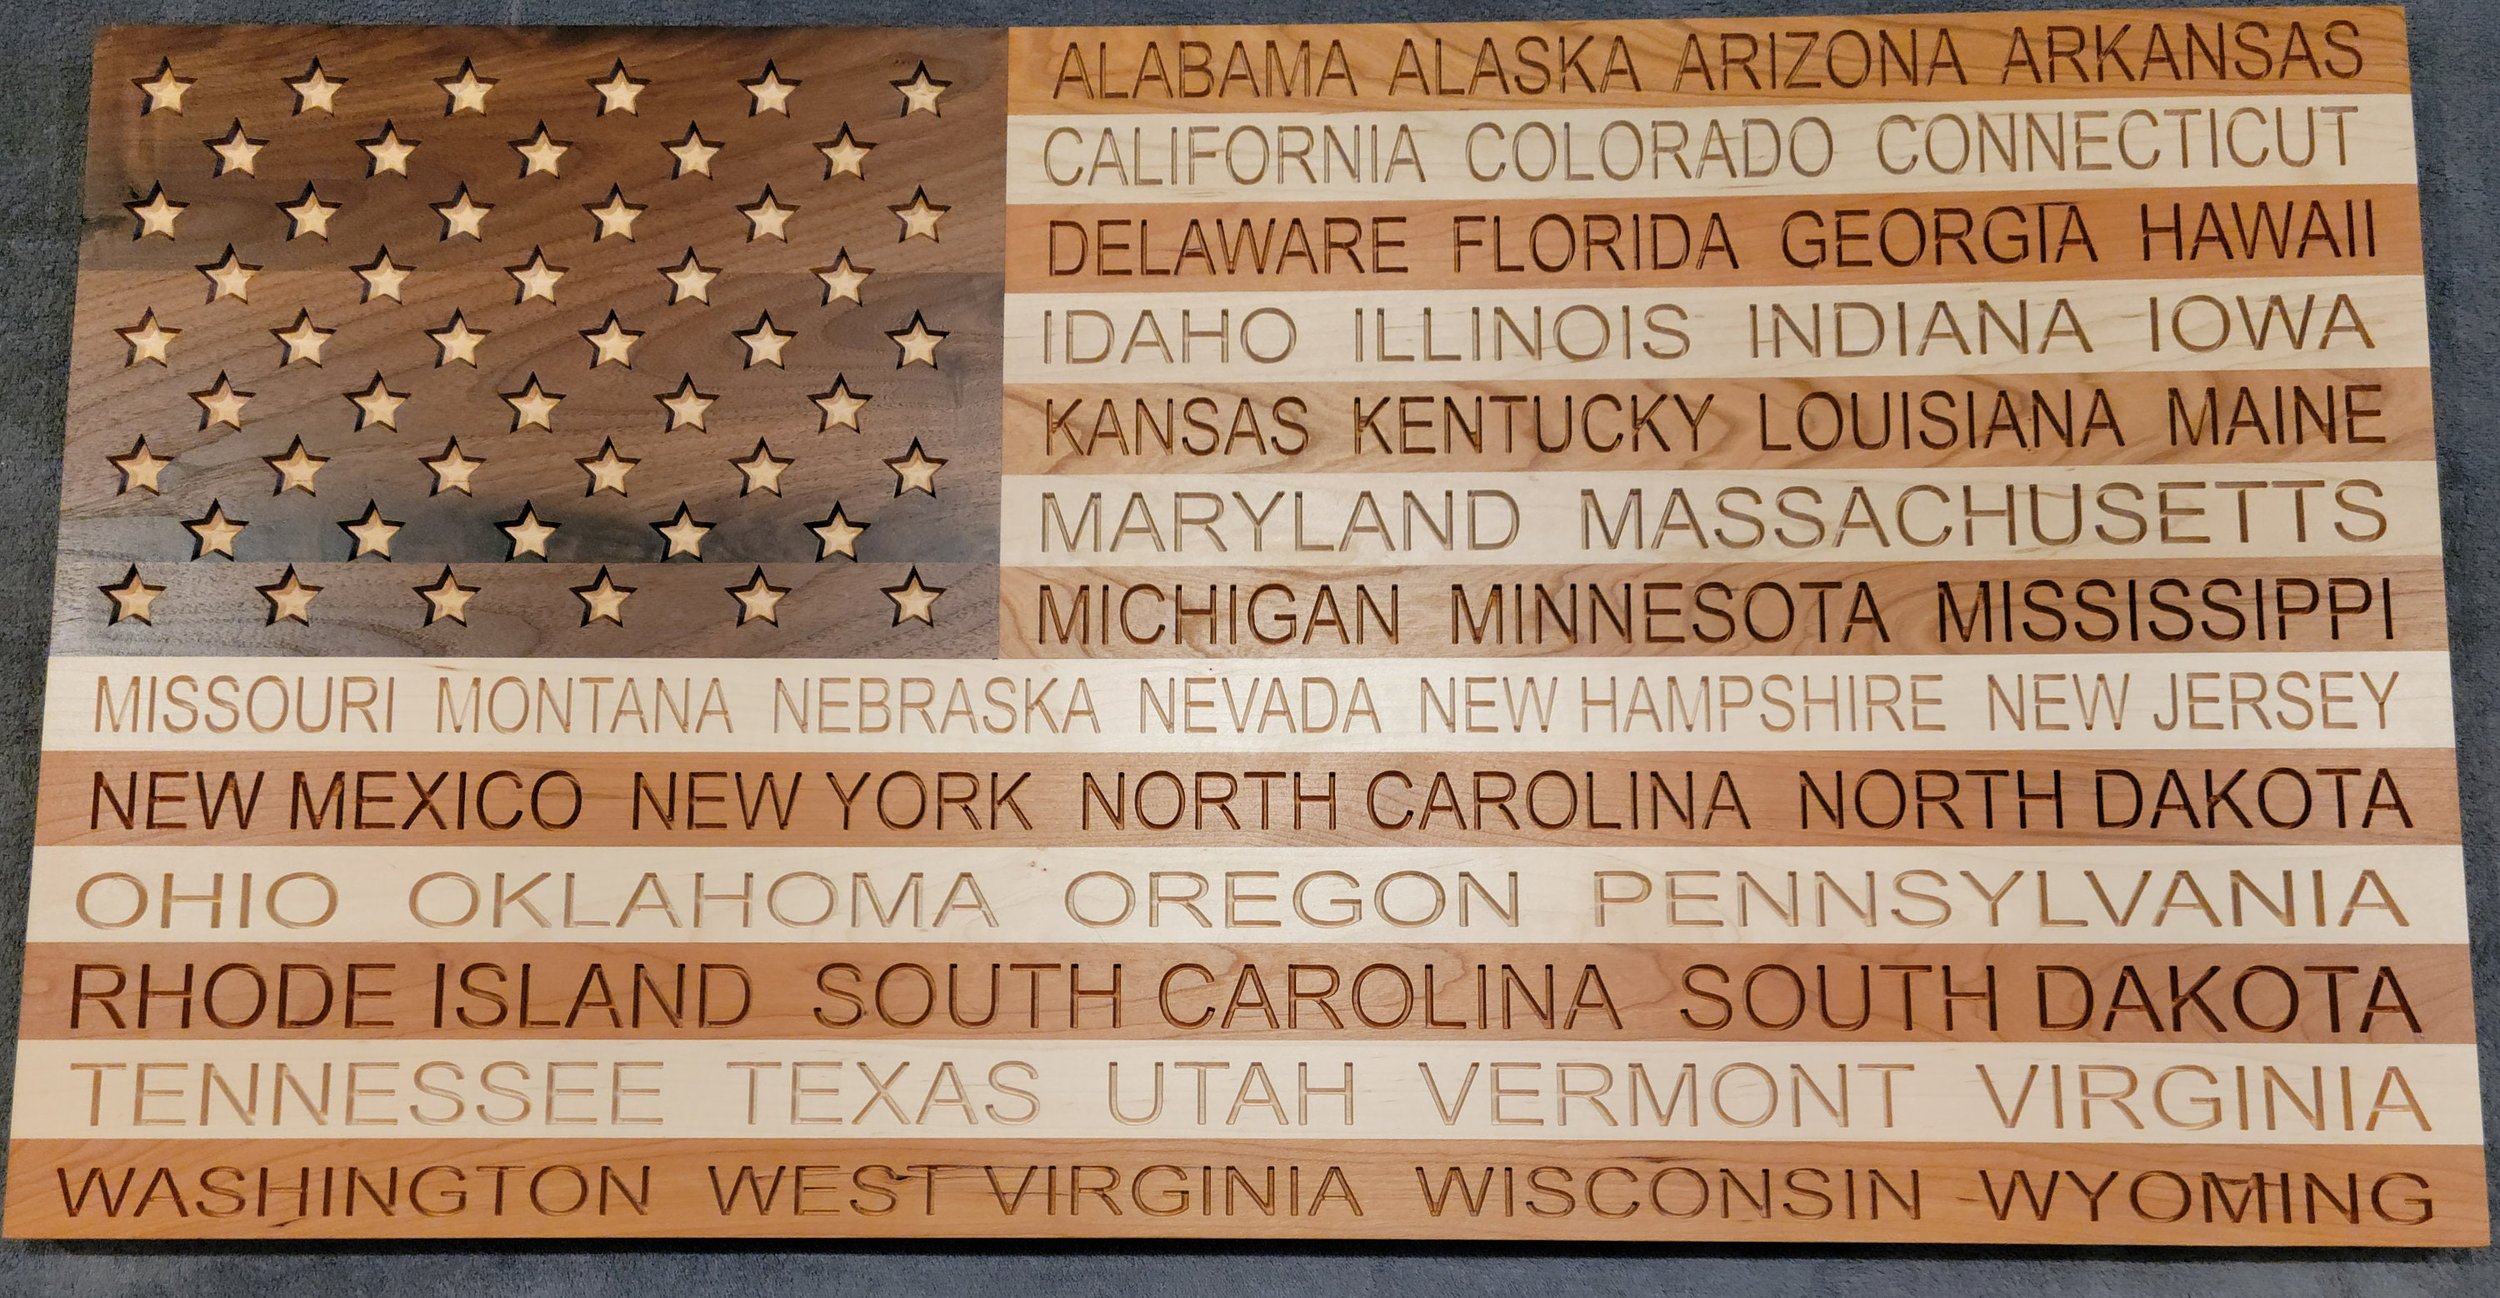 ALABAMA ALASKA ARIZONA ARKANSAS
CALIFORNIA COLORADO CONNECTICUT
DELAWARE FLORIDA GEORGIA HAWAII
IDAHO ILLINOIS INDIANA IOWA
KANSAS KENTUCKY LOUISIANA MAINE
MARYLAND MASSACHUSETTS
MICHIGAN MINNESOTA MISSISSIPPI
MISSOURI MONTANA NEBRASKA NEVADA NEW HAMPSHIRE NEW JERSEY
NEW MEXICO NEW YORK NORTH CAROLINA NORTH DAKOTA
OHIO OKLAHOMA OREGON PENNSYLVANIA
RHODE ISLAND SOUTH CAROLINA SOUTH DAKOTA
TENNESSEE TEXAS UTAH VERMONT VIRGINIA
WASHINGTON WEST VIRGINIA WISCONSIN WYOMING